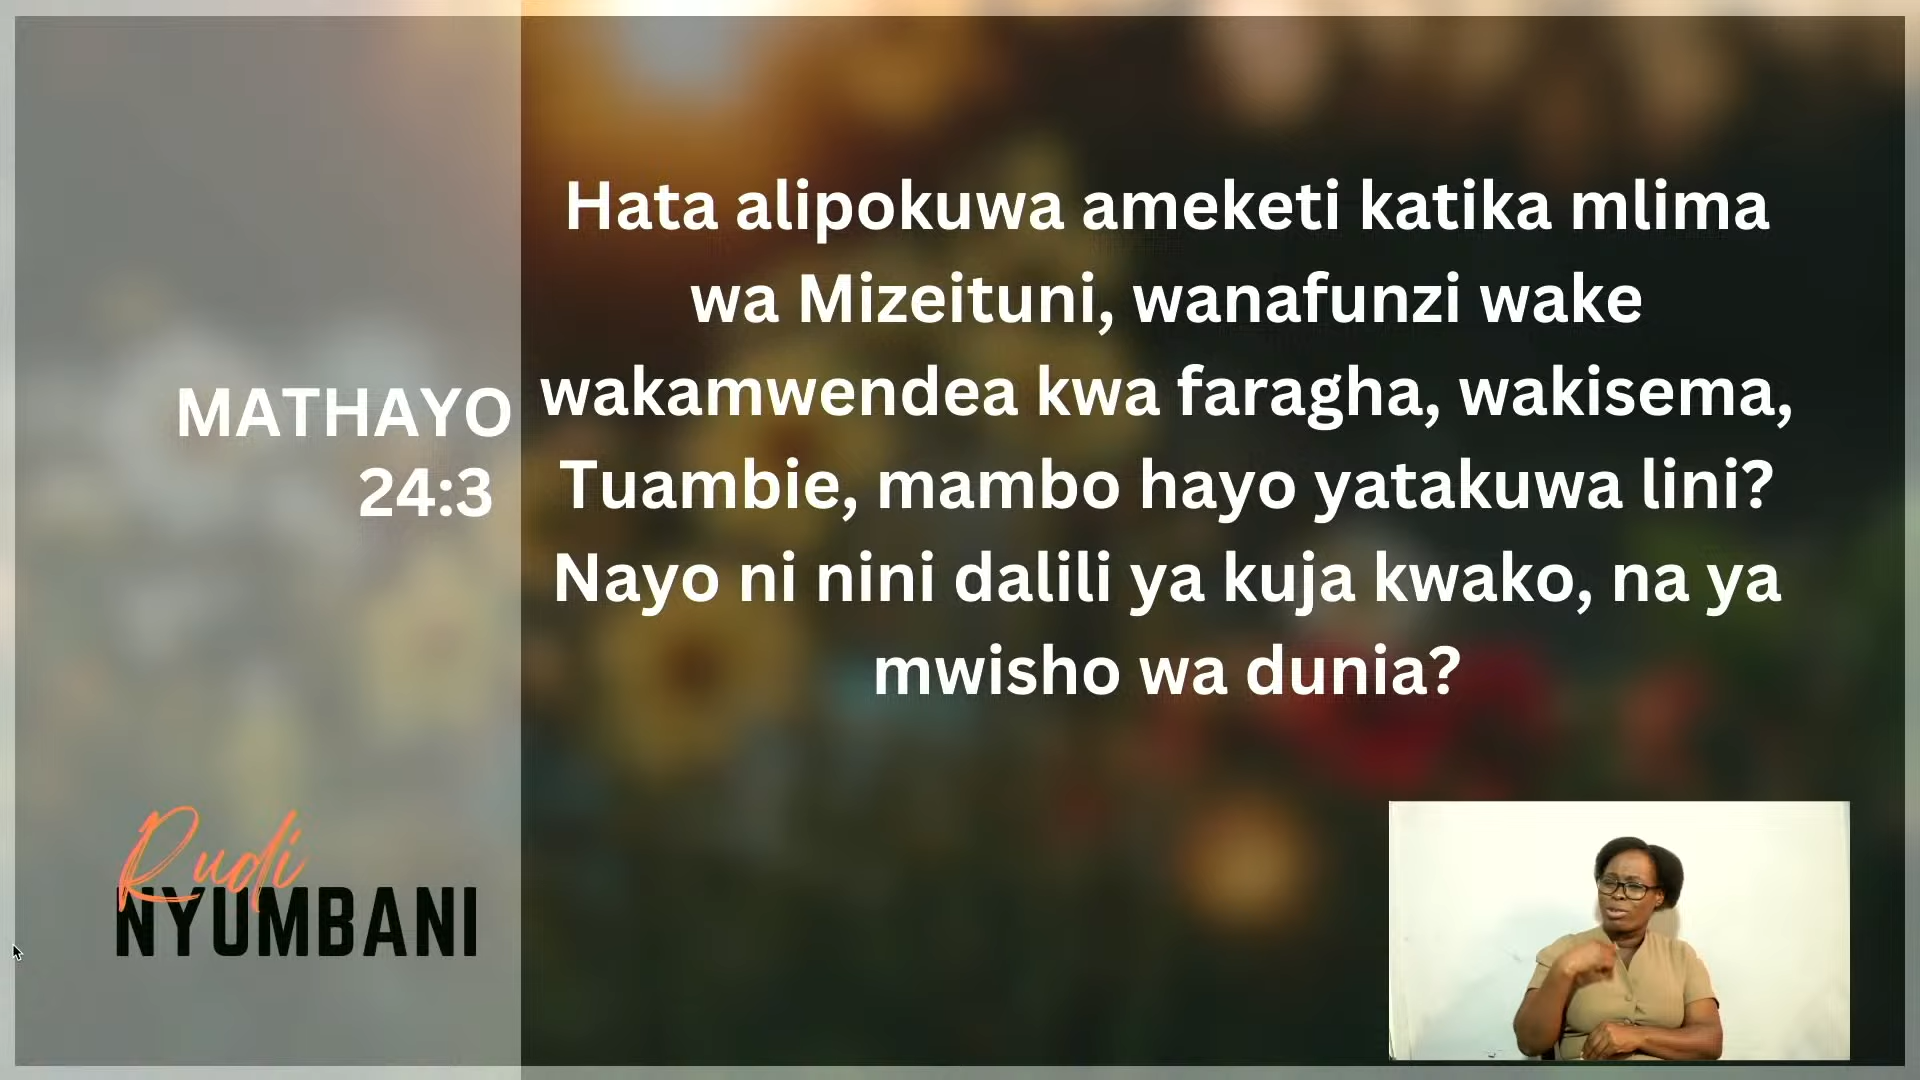 MATHAYO
24:3
Hata alipokuwa ameketi katika mlima
wa Mizeituni, wanafunzi wake
wakamwendea kwa faragha, wakisema,
Tuambie, mambo hayo yatakuwa lini?
Nayo ni nini dalili ya kuja kwako, na ya
mwisho wa dunia?
Rudi
NYUMBANI